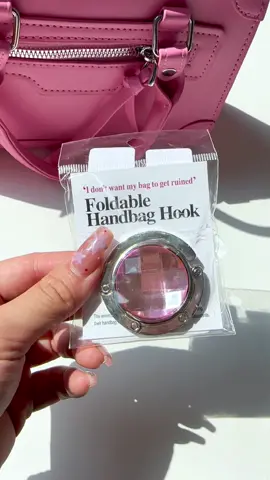 "I don't want my bag to get ruined"
Foldable
Handbag Hook